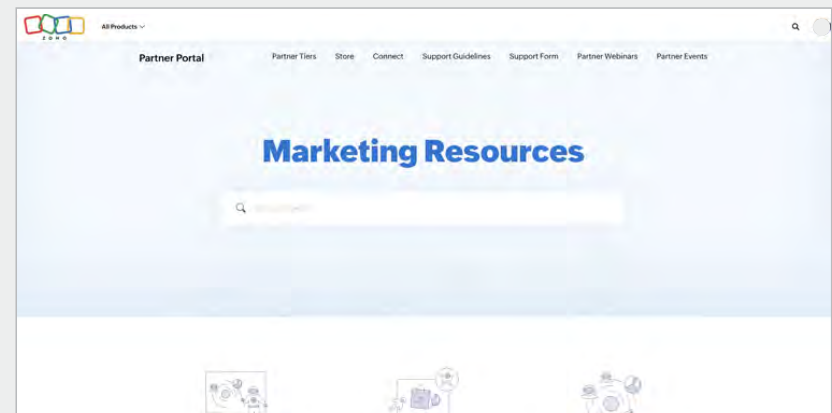 ZOHO
All Products
Partner Portal
Partner Tiers Store Connect Support Guidelines Support Form Partner Webinars Partner Events
Marketing Resources